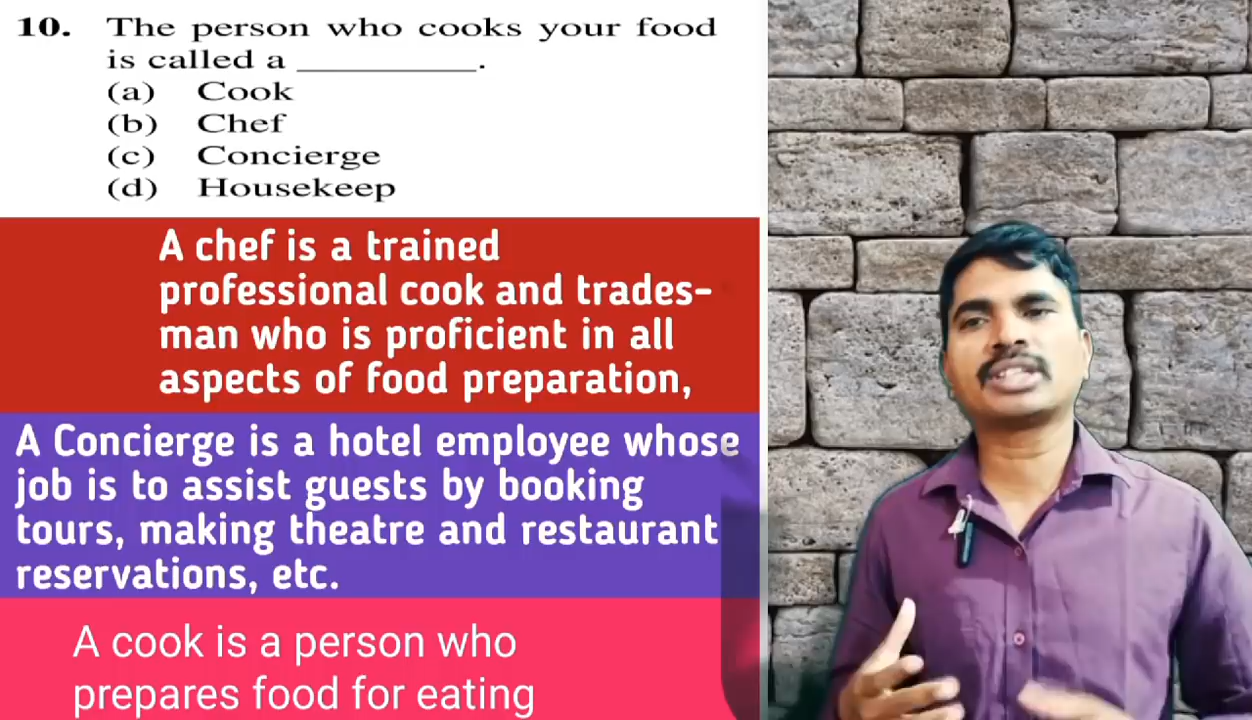 10. The person who cooks your food
is called a __________.
(a) Cook
(b) Chef
(c) Concierge
(d) Housekeep
A chef is a trained
professional cook and trades-
man who is proficient in all
aspects of food preparation,
A Concierge is a hotel employee whose
job is to assist guests by booking
tours, making theatre and restaurant
reservations, etc.
A cook is a person who
prepares food for eating